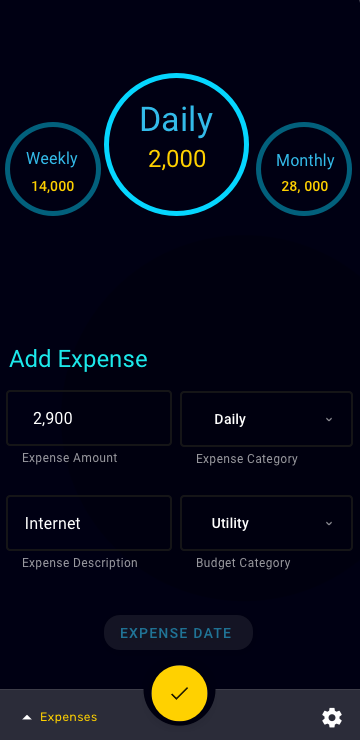 Daily
2,000
Weekly
14,000
Monthly
28, 000
Add Expense
2,900
Daily
Expense Amount
Expense Category
Internet
Utility
Expense Description
Budget Category
EXPENSE DATE
Expenses